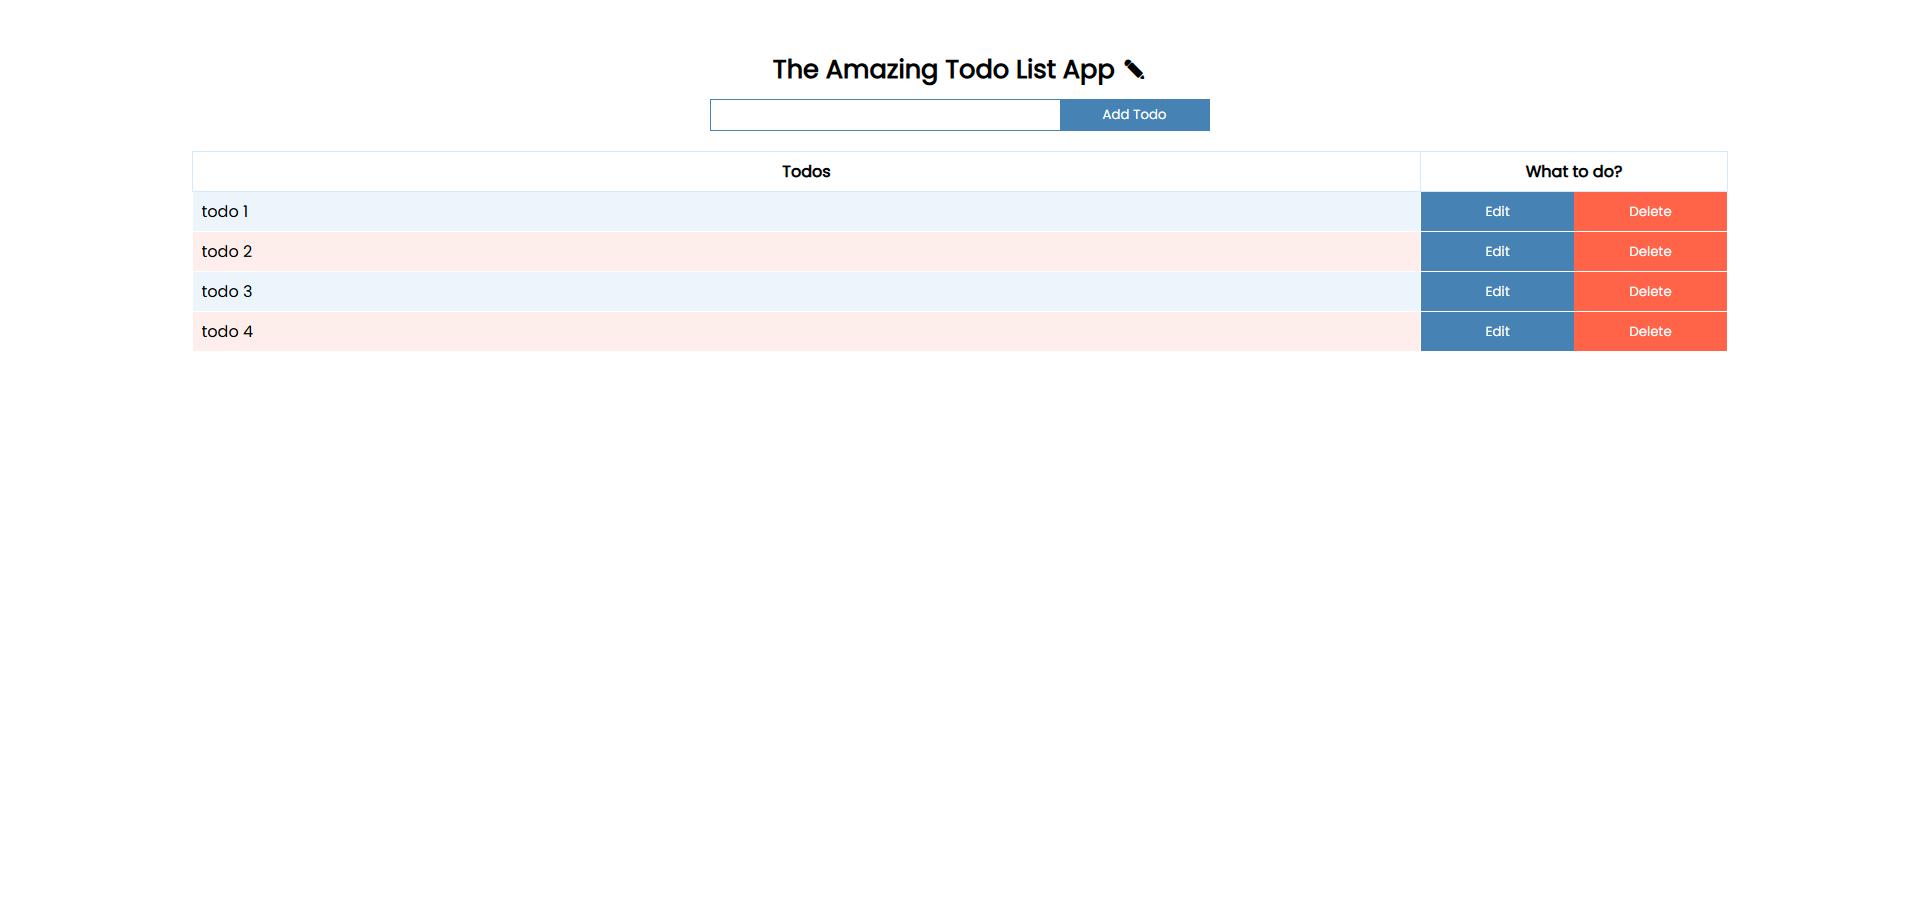 The Amazing Todo List App ✏
Add Todo
Todos What to do?
todo 1 Edit Delete
todo 2 Edit Delete
todo 3 Edit Delete
todo 4 Edit Delete